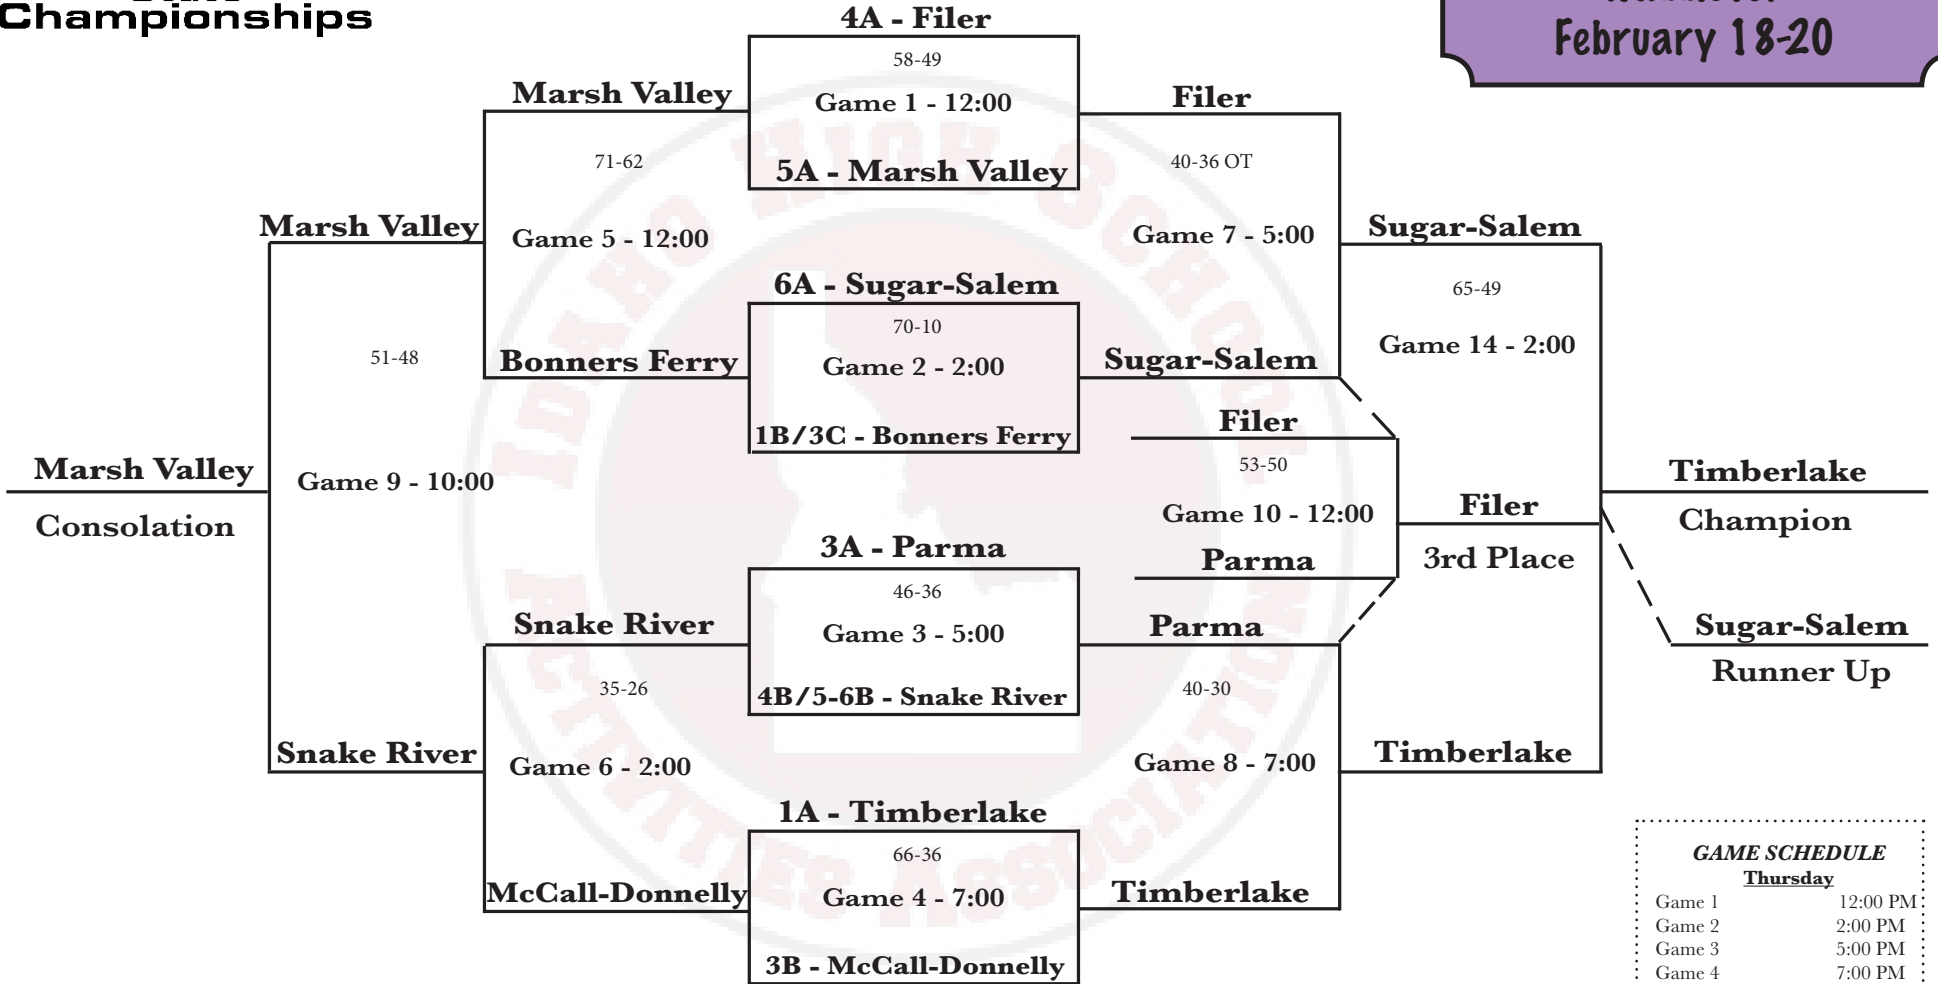 Championships
February 18-20
4A - Filer
58-49
Game 1 - 12:00
5A - Marsh Valley
Marsh Valley
71-62
Game 5 - 12:00
Bonners Ferry
6A - Sugar-Salem
70-10
Game 2 - 2:00
1B/3C - Bonners Ferry
Filer
40-36 OT
Game 7 - 5:00
Sugar-Salem
Marsh Valley
51-48
Game 9 - 10:00
Snake River
Marsh Valley
Consolation
Sugar-Salem
65-49
Game 14 - 2:00
Timberlake
Filer
53-50
Game 10 - 12:00
Parma
Filer
3rd Place
Timberlake
Champion
Sugar-Salem
Runner Up
3A - Parma
46-36
Game 3 - 5:00
4B/5-6B - Snake River
Snake River
35-26
Game 6 - 2:00
McCall-Donnelly
1A - Timberlake
66-36
Game 4 - 7:00
3B - McCall-Donnelly
Parma
40-30
Game 8 - 7:00
Timberlake
IDAHO HIGH SCHOOL
ACTIVITIES ASSOCIATION
GAME SCHEDULE
Thursday
Game 1 12:00 PM
Game 2 2:00 PM
Game 3 5:00 PM
Game 4 7:00 PM